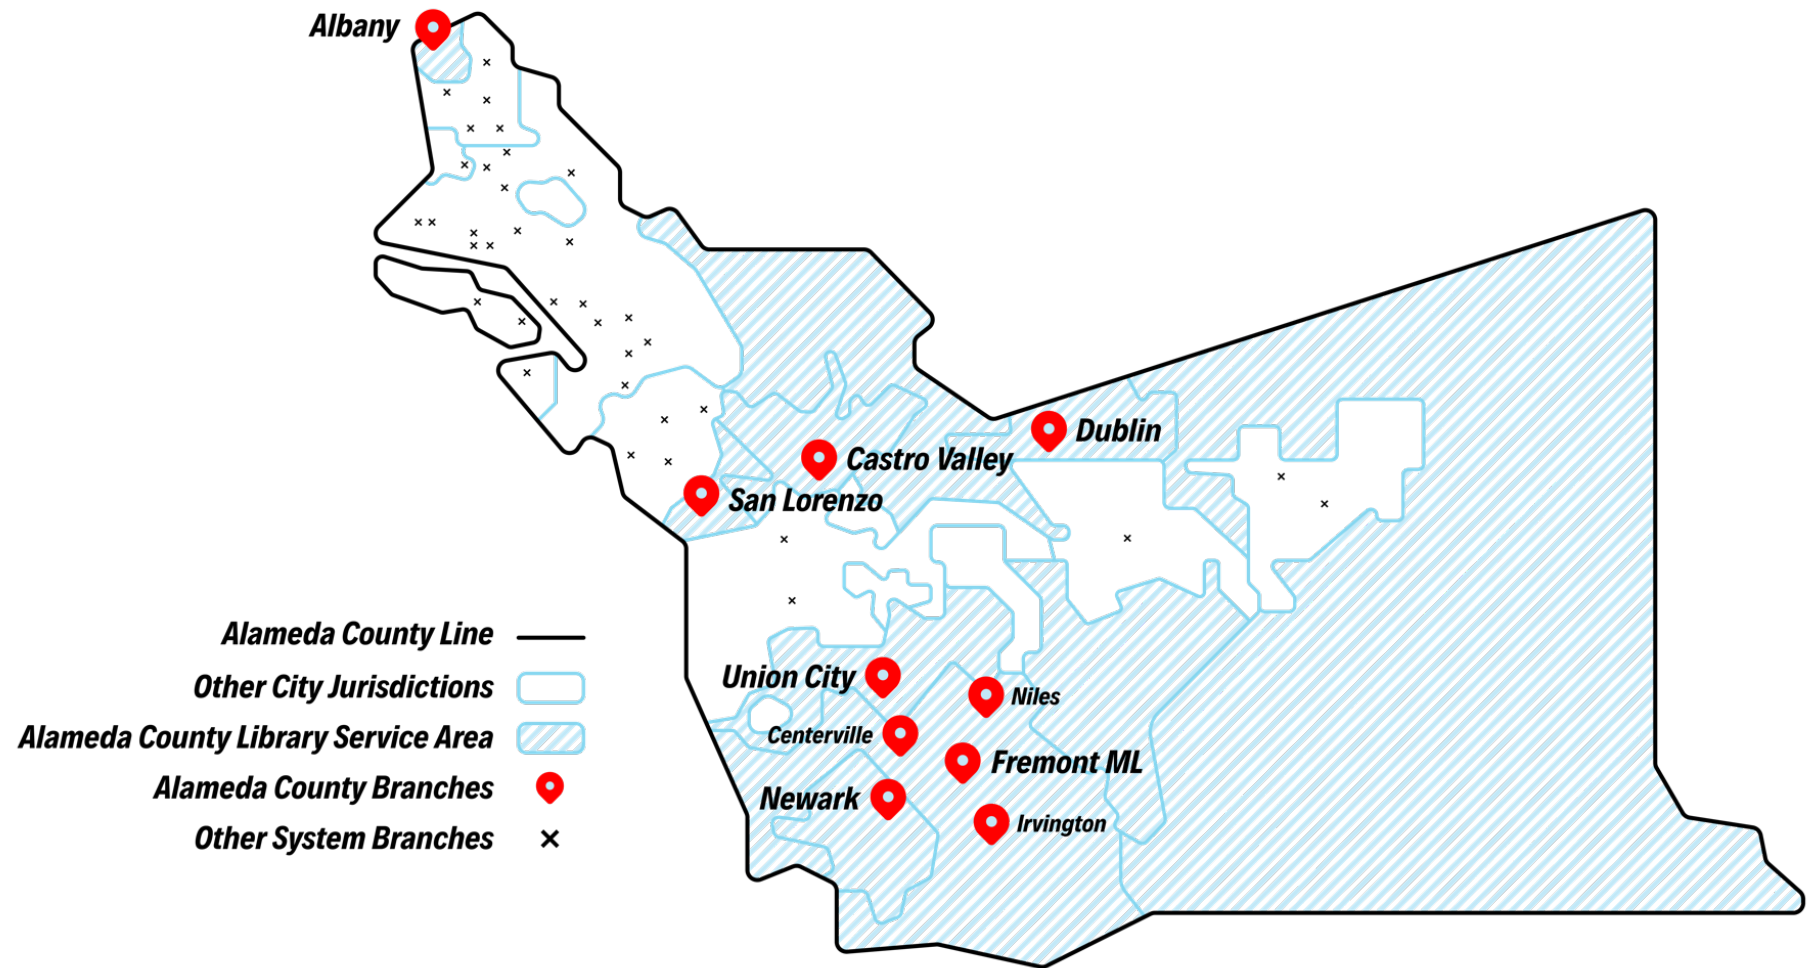 Albany
Dublin
Castro Valley
San Lorenzo
Alameda County Line
Other City Jurisdictions
Alameda County Library Service Area
Alameda County Branches
Other System Branches
Union City
Niles
Centerville
Fremont ML
Newark
Irvington